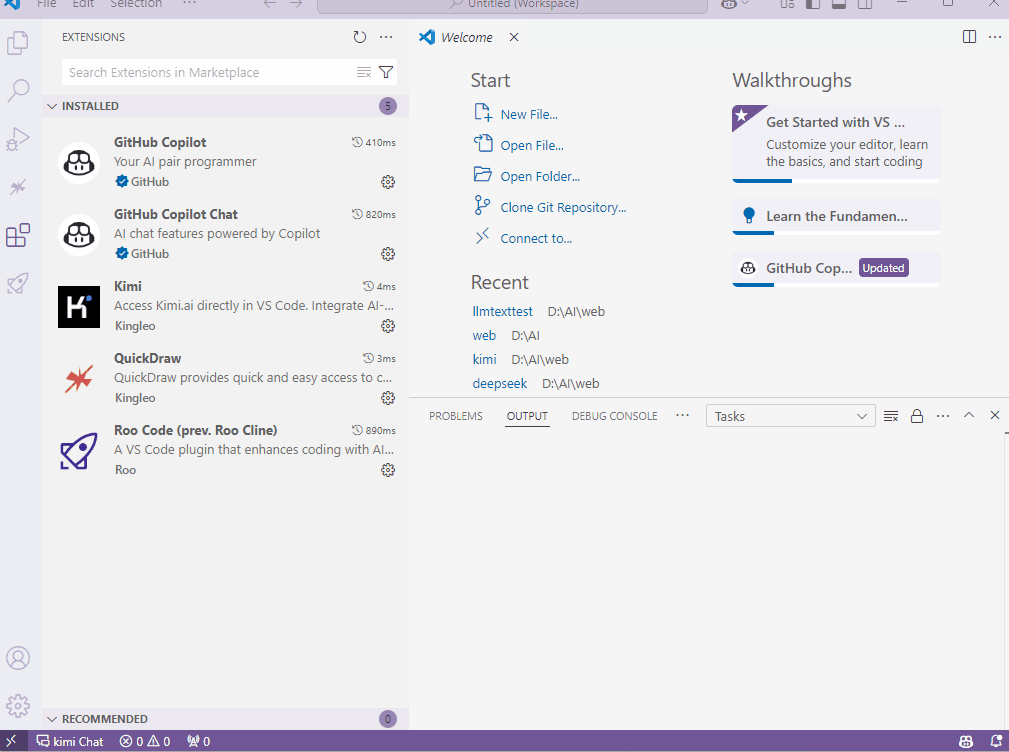 File Edit Selection ···
Untitled (Workspace)
EXTENSIONS
Search Extensions in Marketplace
INSTALLED
5
GitHub Copilot
410ms
Your AI pair programmer
GitHub
GitHub Copilot Chat
820ms
AI chat features powered by Copilot
GitHub
Kimi
4ms
Access Kimi.ai directly in VS Code. Integrate AI-...
Kingleo
QuickDraw
3ms
QuickDraw provides quick and easy access to c...
Kingleo
Roo Code (prev. Roo Cline)
890ms
A VS Code plugin that enhances coding with AI...
Roo
RECOMMENDED
0
Welcome
Start
New File...
Open File...
Open Folder...
Clone Git Repository...
Connect to...
Recent
llmtexttest D:\AI\web
web D:\AI
kimi D:\AI\web
deepseek D:\AI\web
Walkthroughs
Get Started with VS ...
Customize your editor, learn
the basics, and start coding
Learn the Fundamen...
GitHub Cop... Updated
PROBLEMS OUTPUT DEBUG CONSOLE ··· Tasks
kimi Chat 0 0 0